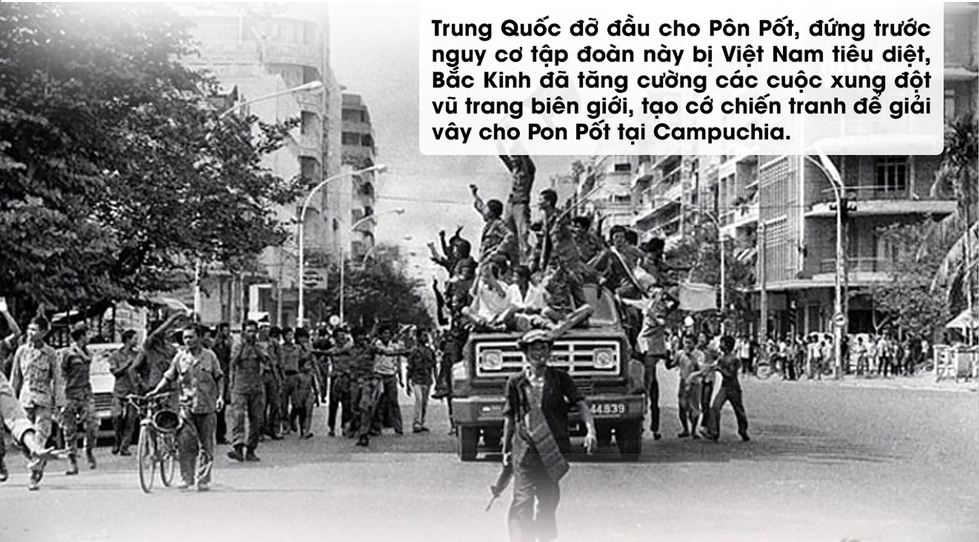 Trung Quốc đỡ đầu cho Pôn Pốt, đứng trước
nguy cơ tập đoàn này bị Việt Nam tiêu diệt,
Bắc Kinh đã tăng cường các cuộc xung đột
vũ trang biên giới, tạo cớ chiến tranh để giải
vây cho Pon Pốt tại Campuchia.
44839